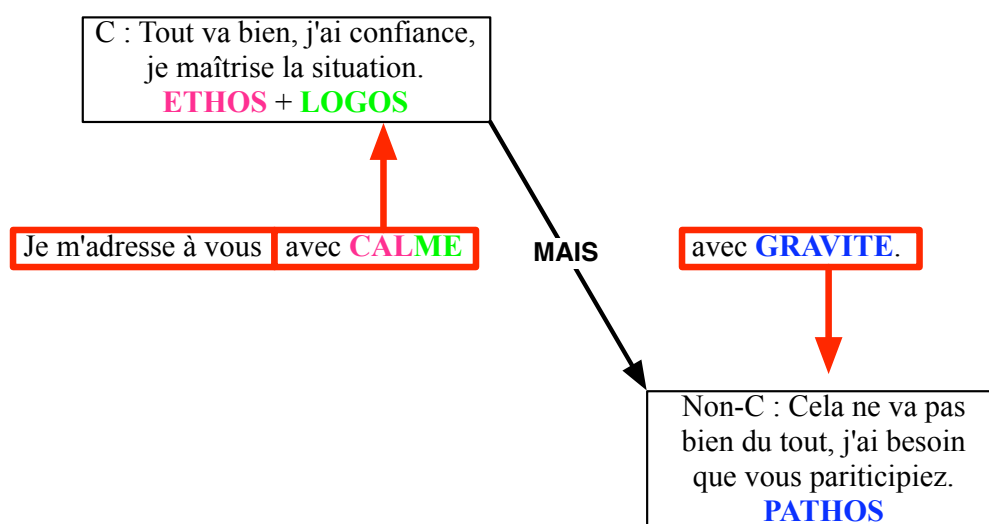 C : Tout va bien, j'ai confiance,
je maîtrise la situation.
ETHOS + LOGOS
Je m'adresse à vous avec CALME MAIS avec GRAVITE.
Non-C : Cela ne va pas
bien du tout, j'ai besoin
que vous pariticipiez.
PATHOS